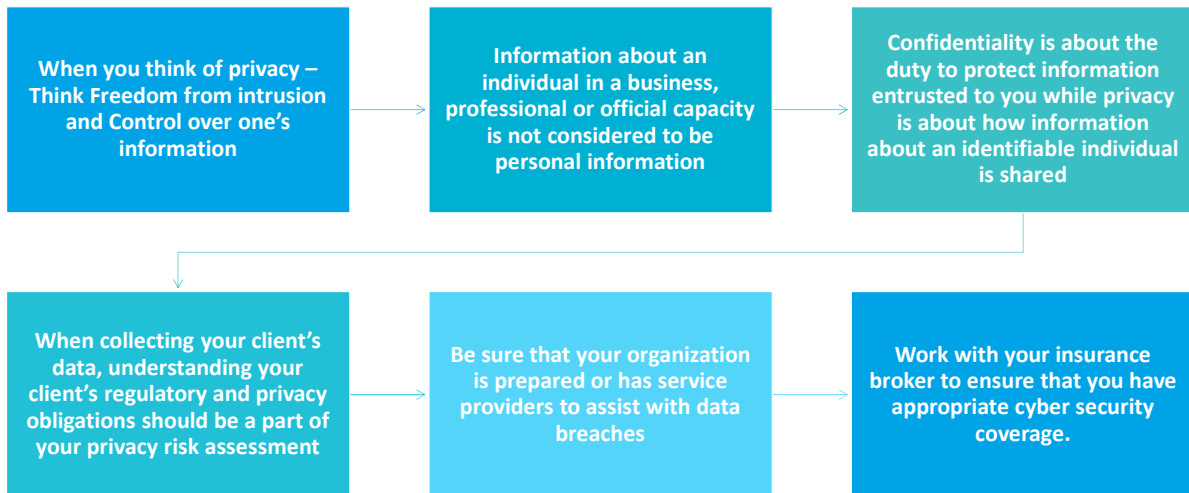 When you think of privacy –
Think Freedom from intrusion
and Control over one’s
information
Information about an
individual in a business,
professional or official capacity
is not considered to be
personal information
Confidentiality is about the
duty to protect information
entrusted to you while privacy
is about how information
about an identifiable individual
is shared
When collecting your client’s
data, understanding your
client’s regulatory and privacy
obligations should be a part of
your privacy risk assessment
Be sure that your organization
is prepared or has service
providers to assist with data
breaches
Work with your insurance
broker to ensure that you have
appropriate cyber security
coverage.